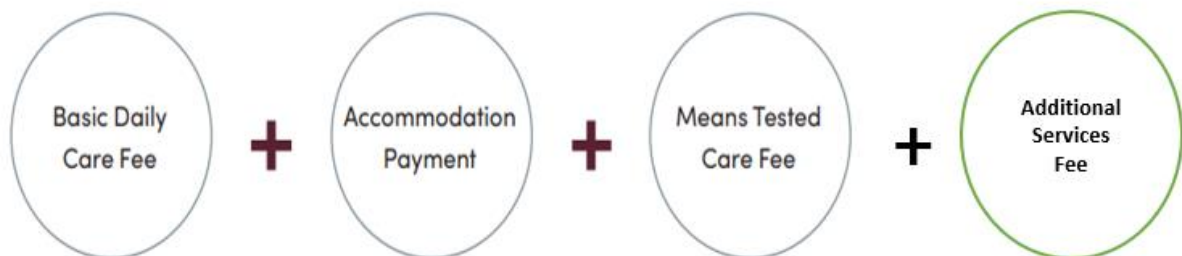 Basic Daily
Care Fee
+
Accommodation
Payment
+
Means Tested
Care Fee
+
Additional
Services
Fee